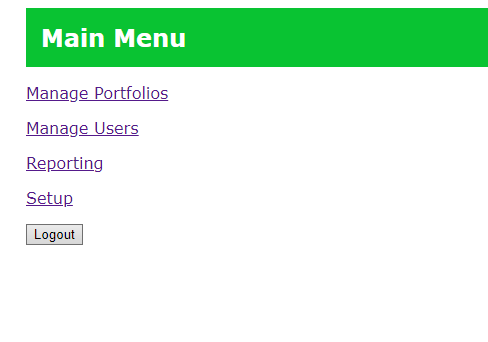 Main Menu
Manage Portfolios
Manage Users
Reporting
Setup
Logout